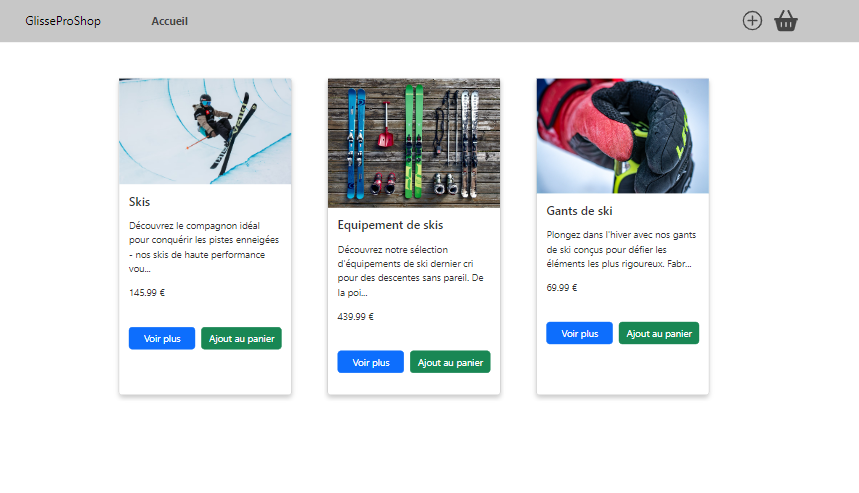 GlisseProShop
Accueil
Skis
Découvrez le compagnon idéal
pour conquérir les pistes enneigées
- nos skis de haute performance
vou...
145.99 €
Voir plus
Ajout au panier
Equipement de skis
Découvrez notre sélection
d'équipements de ski dernier cri
pour des descentes sans pareil. De
la poi...
439.99 €
Voir plus
Ajout au panier
Gants de ski
Plongez dans l'hiver avec nos gants
de ski conçus pour défier les
éléments les plus rigoureux. Fabr...
69.99 €
Voir plus
Ajout au panier